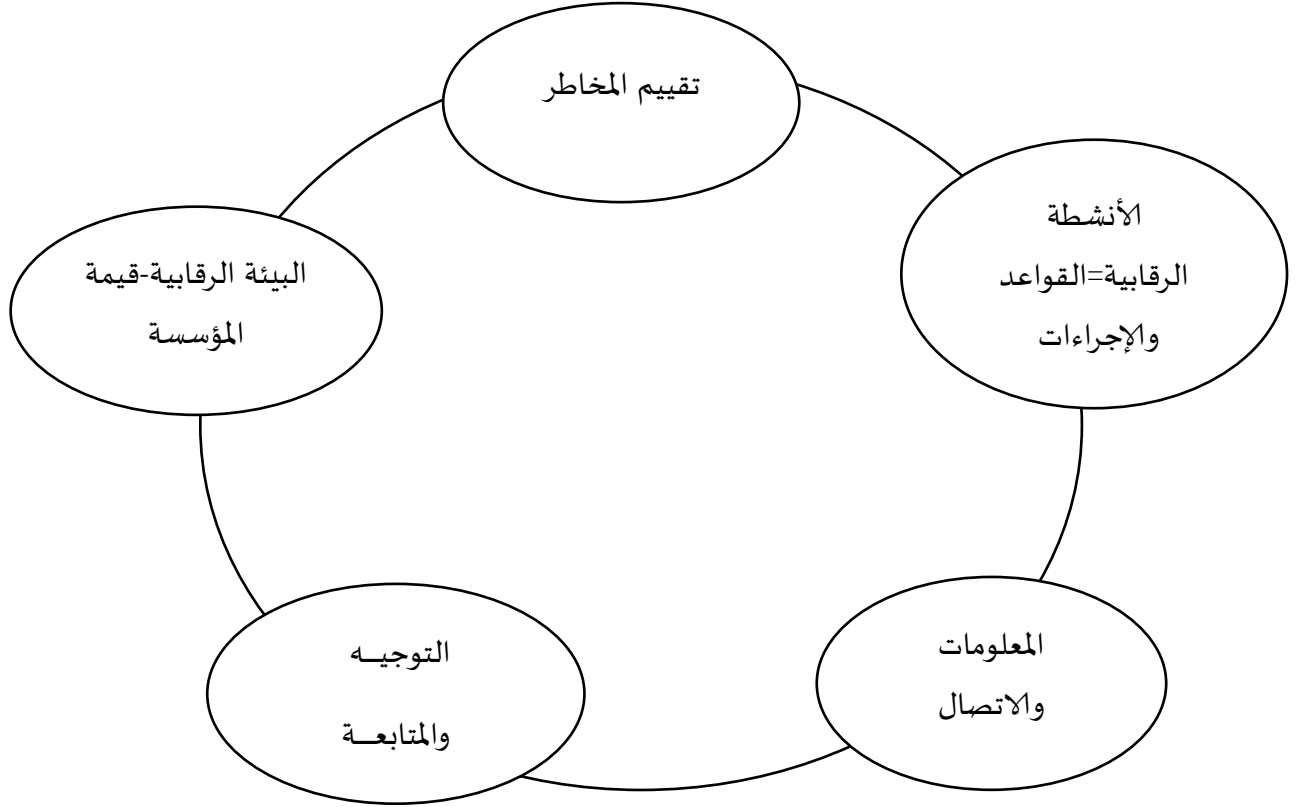 تقييم المخاطر
الأنشطة
الرقابية=القواعد
والإجراءات
البيئة الرقابية-قيمة
المؤسسة
المعلومات
والاتصال
التوجيــه
والمتابعــة